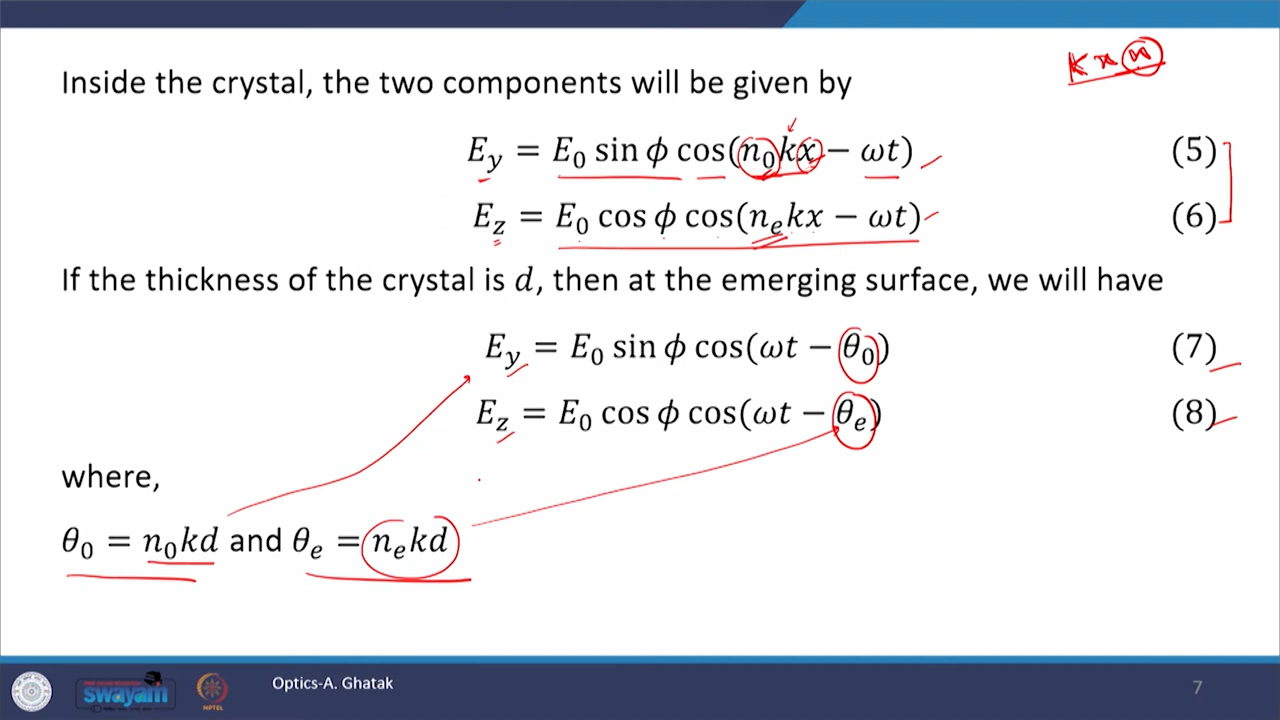 K x n
Inside the crystal, the two components will be given by
E_y = E_0 sin ϕ cos(n_0kx − ωt) (5)
E_z = E_0 cos ϕ cos(n_ekx − ωt) (6)
If the thickness of the crystal is d, then at the emerging surface, we will have
E_y = E_0 sin ϕ cos(ωt − θ_0) (7)
E_z = E_0 cos ϕ cos(ωt − θ_e) (8)
where,
θ_0 = n_0kd and θ_e = n_ekd
swayam
NPTEL
Optics-A. Ghatak
7